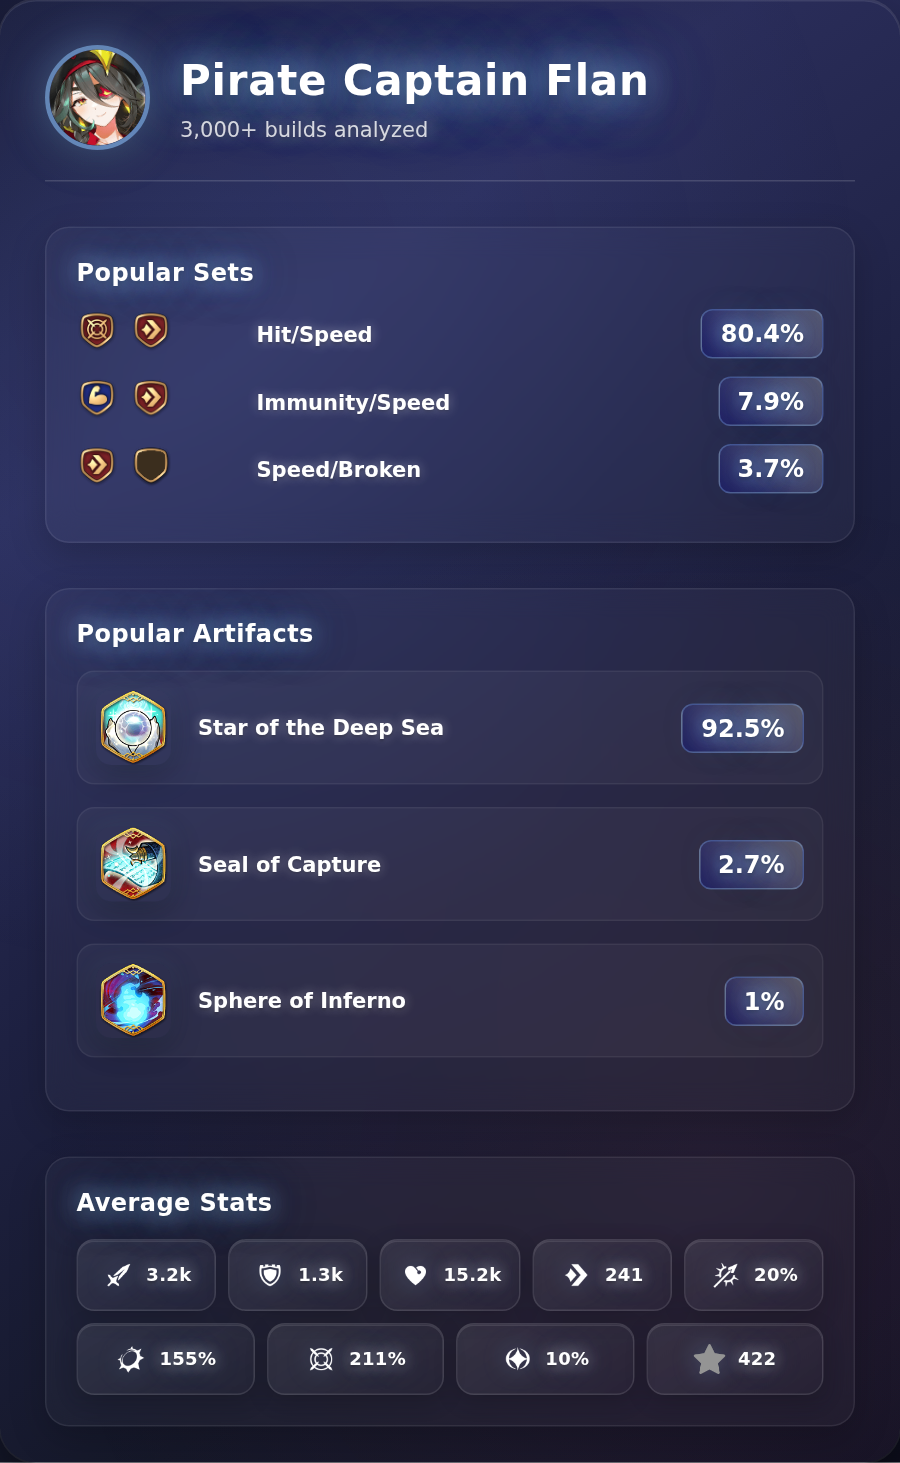 Pirate Captain Flan
3,000+ builds analyzed
Popular Sets
Hit/Speed 80.4%
Immunity/Speed 7.9%
Speed/Broken 3.7%
Popular Artifacts
Star of the Deep Sea 92.5%
Seal of Capture 2.7%
Sphere of Inferno 1%
Average Stats
3.2k 1.3k 15.2k 241 20%
155% 211% 10% 422